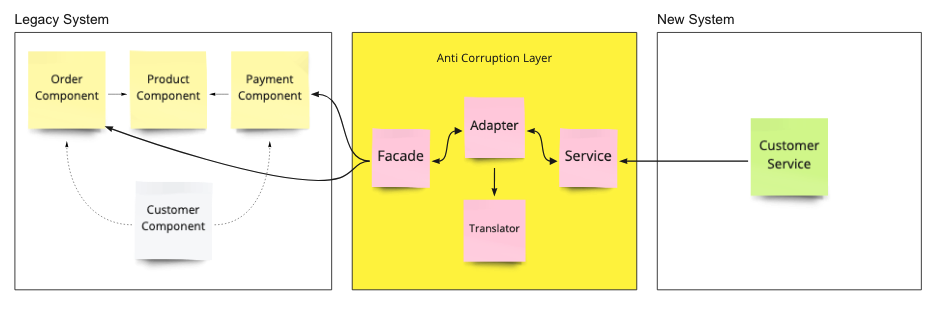 Legacy System
New System
Anti Corruption Layer
Order
Component
Product
Component
Payment
Component
Customer
Component
Facade
Adapter
Service
Translator
Customer
Service